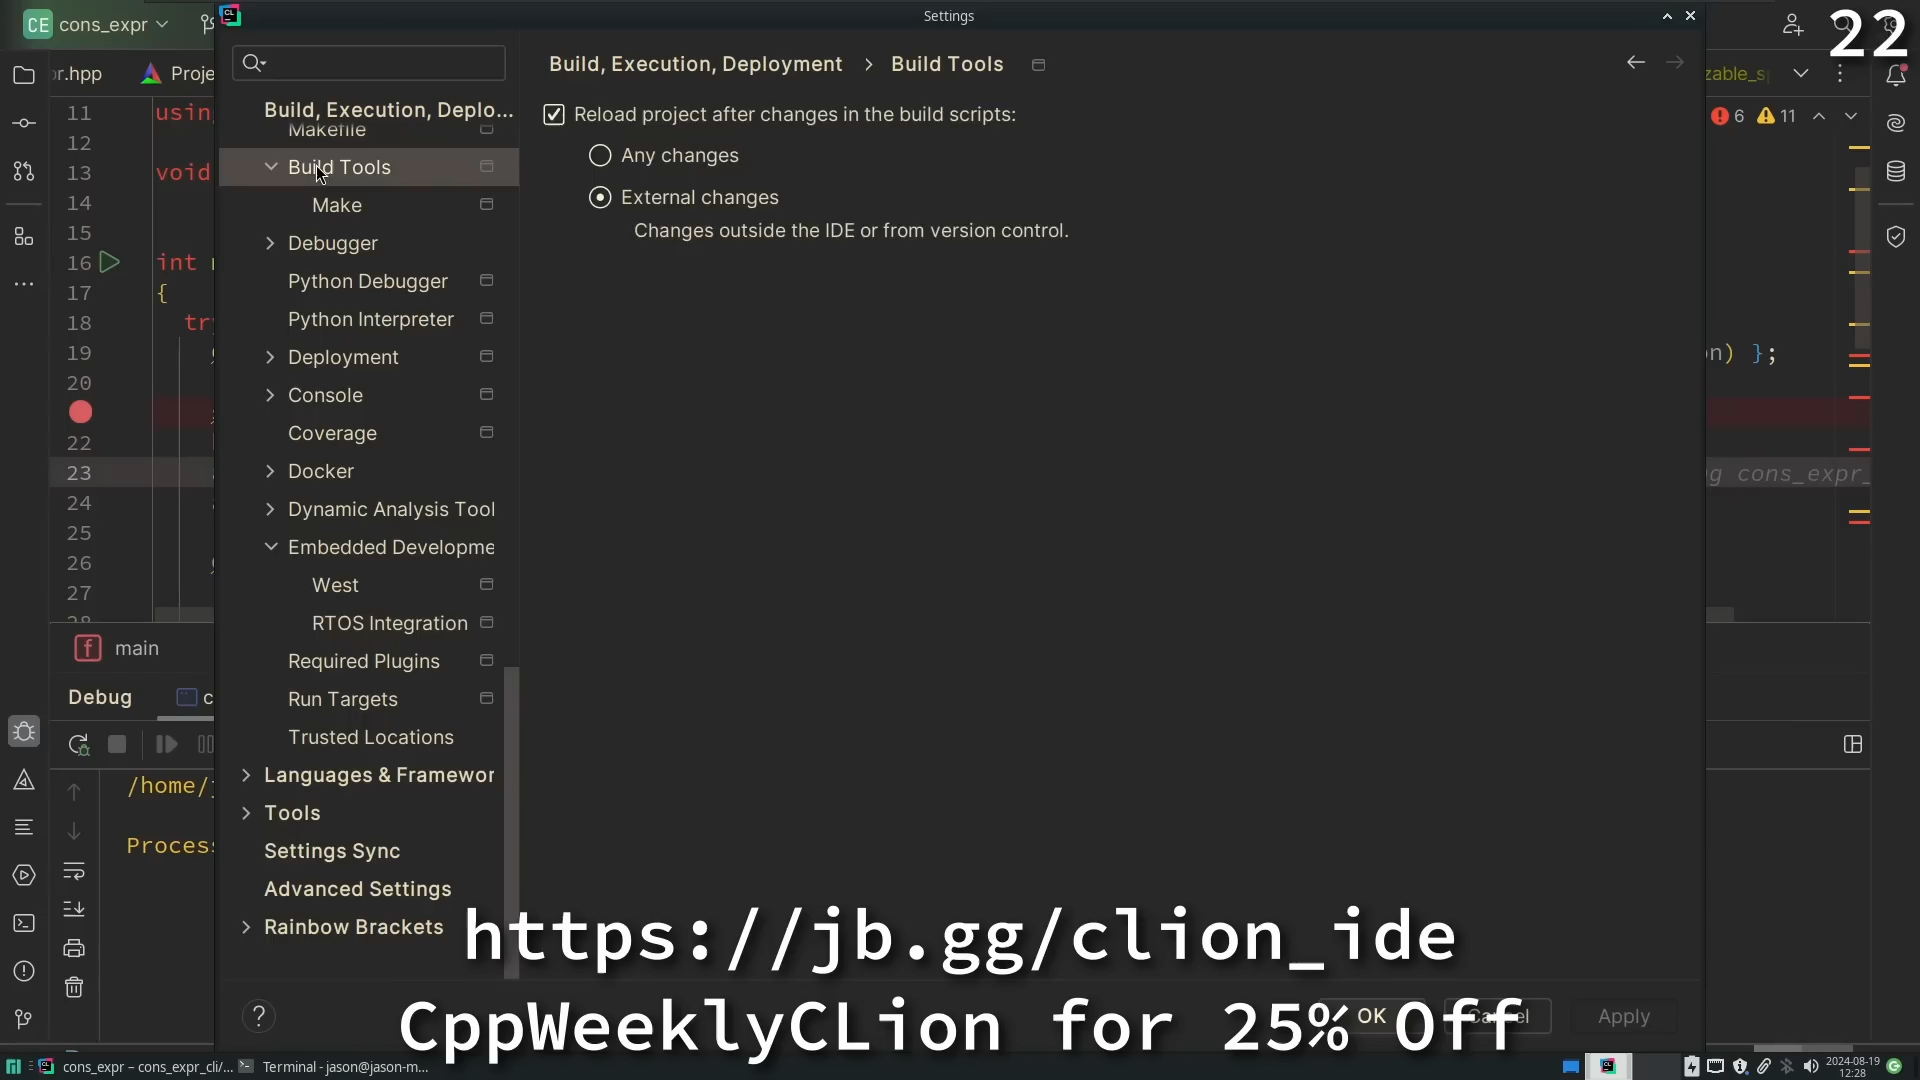 CE cons_expr
Settings
22
r.hpp
Proje
zable_s
Build, Execution, Deployment > Build Tools
Build, Execution, Deplo...
Makefile
Build Tools
Make
Debugger
Python Debugger
Python Interpreter
Deployment
Console
Coverage
Docker
Dynamic Analysis Tool
Embedded Developme
West
RTOS Integration
Required Plugins
Run Targets
Trusted Locations
Languages & Framewor
Tools
Settings Sync
Advanced Settings
Rainbow Brackets
Reload project after changes in the build scripts:
Any changes
External changes
Changes outside the IDE or from version control.
6 11
11 usin
12
13 void
14
15
16 int
17 {
18 try
19 n) };
20
22
23 g cons_expr_
24
25
26
27
28
main
Debug
c
/home/j
Process
?
OK
Cancel
Apply
https://jb.gg/clion_ide
CppWeeklyCLion for 25% Off
cons_expr – cons_expr_cli/...
Terminal - jason@jason-m...
2024-08-19
12:28